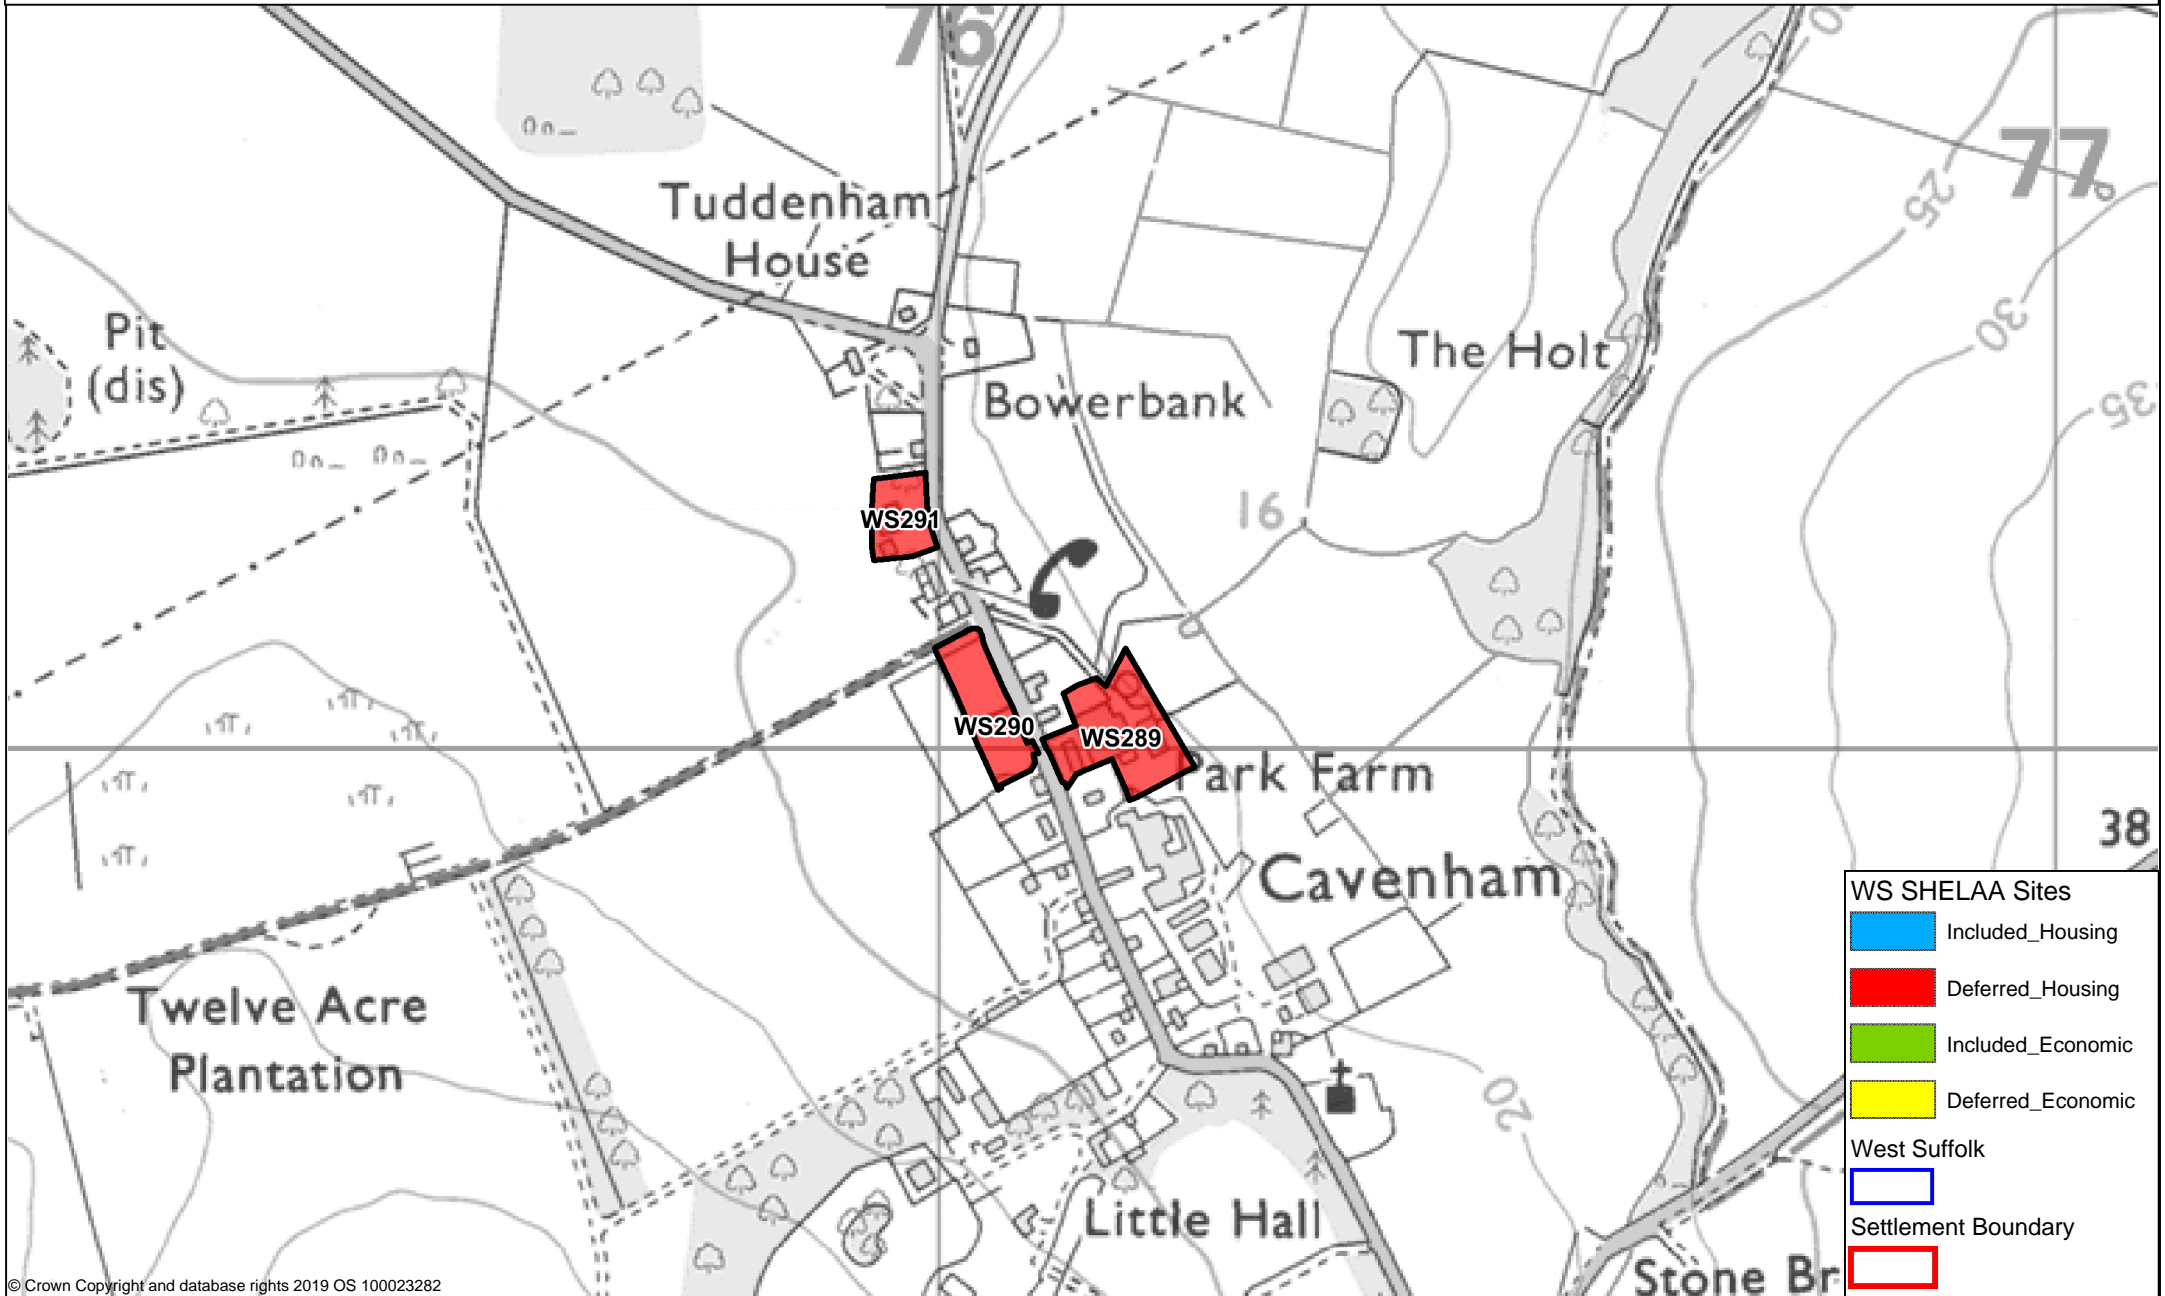 76
77
Tuddenham
House
25
30
35
Pit
(dis)
The Holt
Bowerbank
16
WS291
WS290
WS289
Park Farm
38
Cavenham
Twelve Acre
Plantation
20
Little Hall
Stone Br
WS SHELAA Sites
Included_Housing
Deferred_Housing
Included_Economic
Deferred_Economic
West Suffolk
Settlement Boundary
© Crown Copyright and database rights 2019 OS 100023282